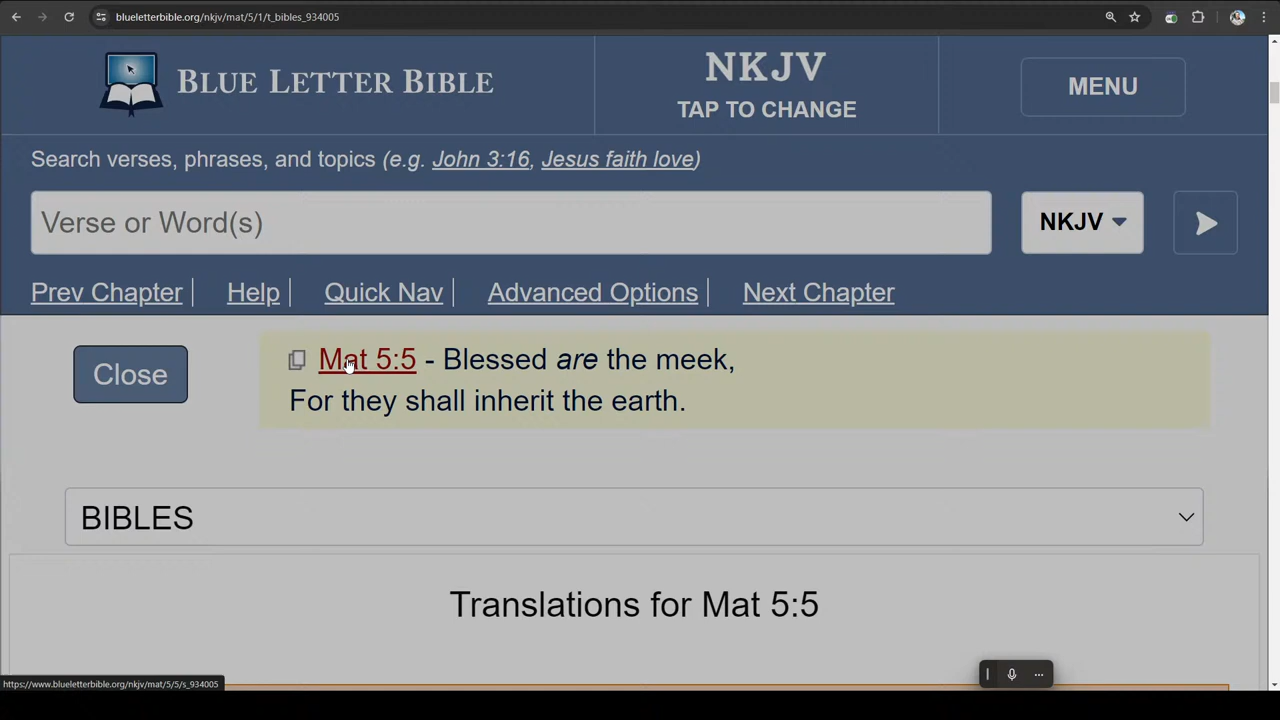 blueletterbible.org/nkjv/mat/5/1/t_bibles_934005
BLUE LETTER BIBLE
NKJV
TAP TO CHANGE
MENU
Search verses, phrases, and topics (e.g. John 3:16, Jesus faith love)
Verse or Word(s)
NKJV
Prev Chapter
Help
Quick Nav
Advanced Options
Next Chapter
Close
Mat 5:5 - Blessed are the meek,
For they shall inherit the earth.
BIBLES
Translations for Mat 5:5
https://www.blueletterbible.org/nkjv/mat/5/5/s_934005